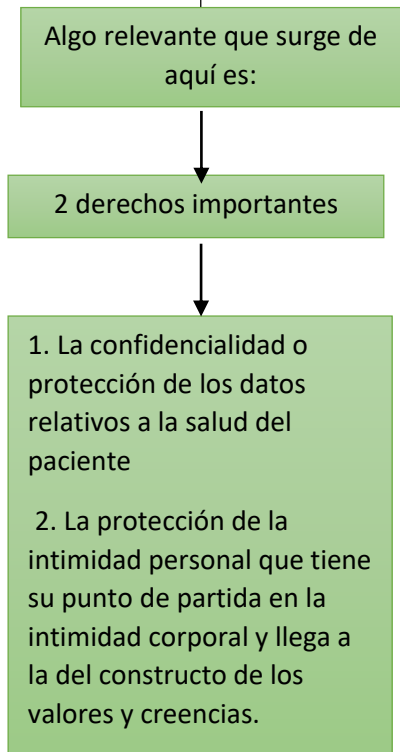 Algo relevante que surge de
aquí es:
2 derechos importantes
1. La confidencialidad o
protección de los datos
relativos a la salud del
paciente
2. La protección de la
intimidad personal que tiene
su punto de partida en la
intimidad corporal y llega a
la del constructo de los
valores y creencias.